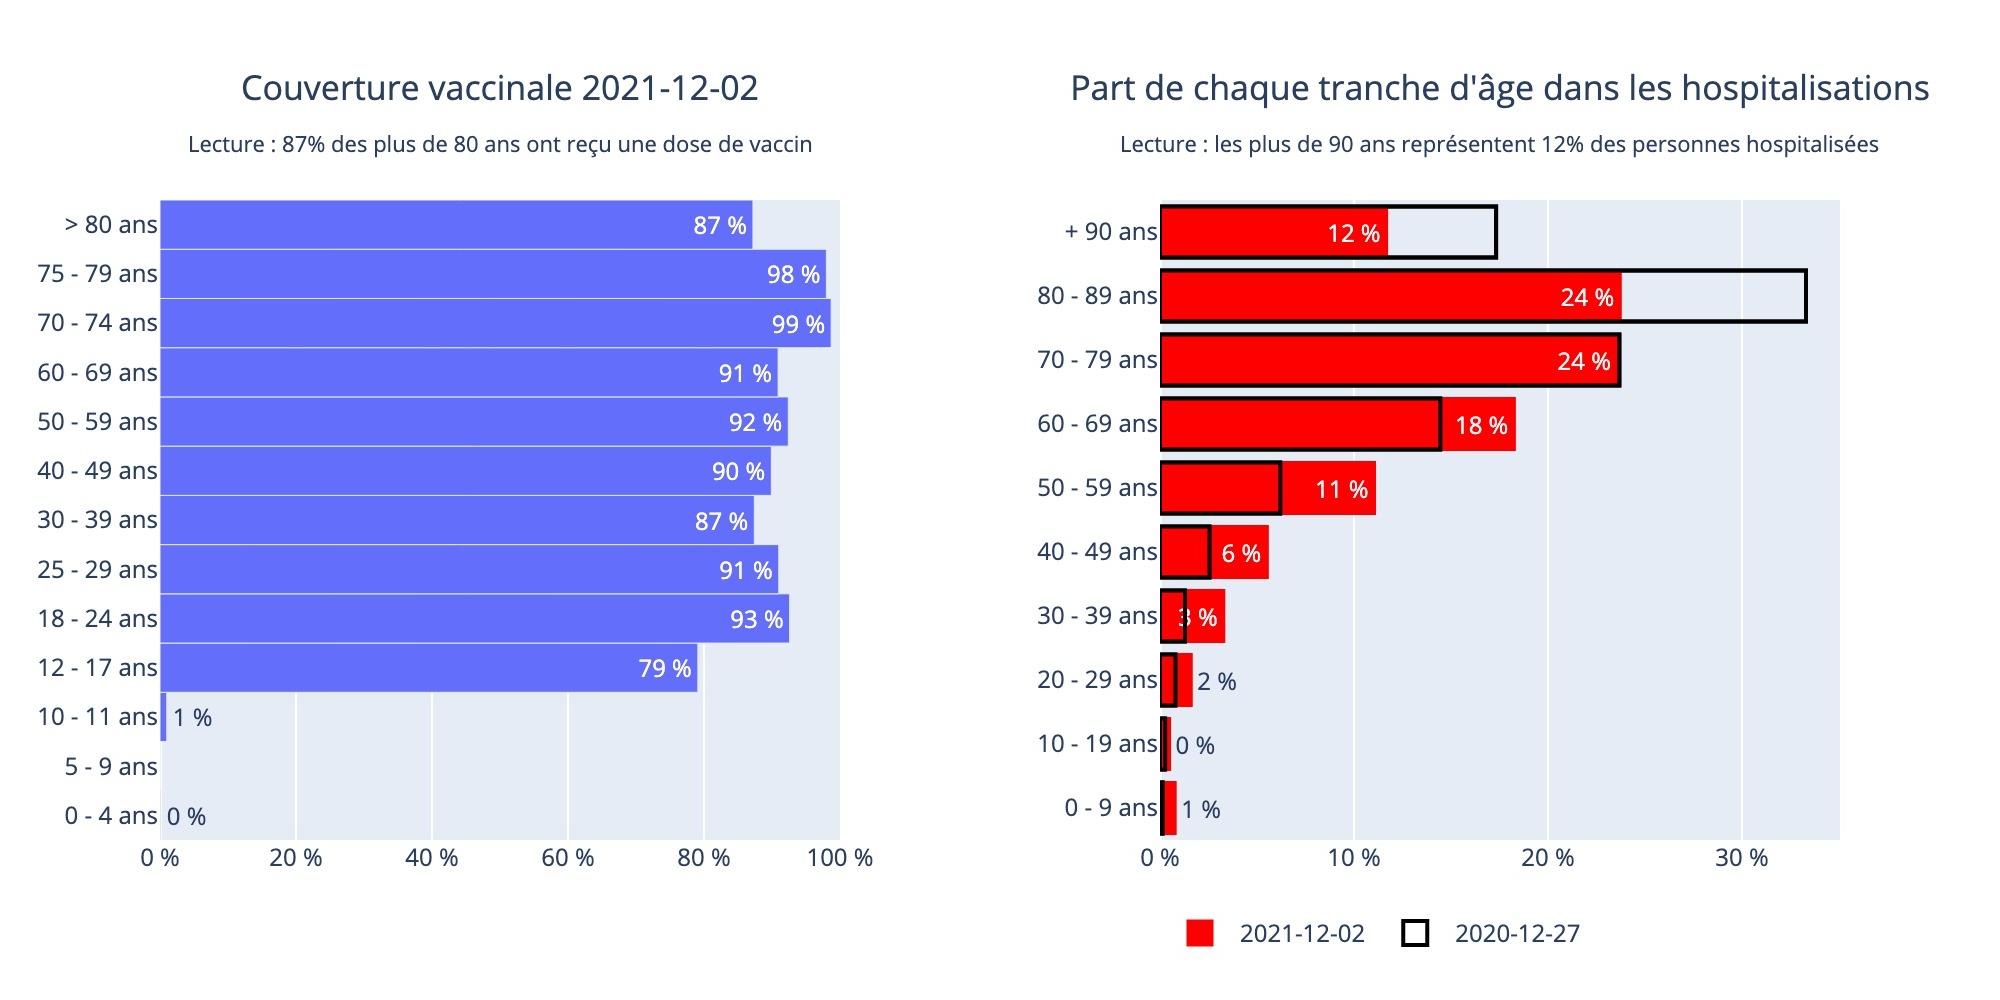 Couverture vaccinale 2021-12-02
Lecture : 87% des plus de 80 ans ont reçu une dose de vaccin
> 80 ans 87 %
75 - 79 ans 98 %
70 - 74 ans 99 %
60 - 69 ans 91 %
50 - 59 ans 92 %
40 - 49 ans 90 %
30 - 39 ans 87 %
25 - 29 ans 91 %
18 - 24 ans 93 %
12 - 17 ans 79 %
10 - 11 ans 1 %
5 - 9 ans
0 - 4 ans 0 %
0 % 20 % 40 % 60 % 80 % 100 %
Part de chaque tranche d'âge dans les hospitalisations
Lecture : les plus de 90 ans représentent 12% des personnes hospitalisées
+ 90 ans 12 %
80 - 89 ans 24 %
70 - 79 ans 24 %
60 - 69 ans 18 %
50 - 59 ans 11 %
40 - 49 ans 6 %
30 - 39 ans 3 %
20 - 29 ans 2 %
10 - 19 ans 0 %
0 - 9 ans 1 %
0 % 10 % 20 % 30 %
2021-12-02 2020-12-27